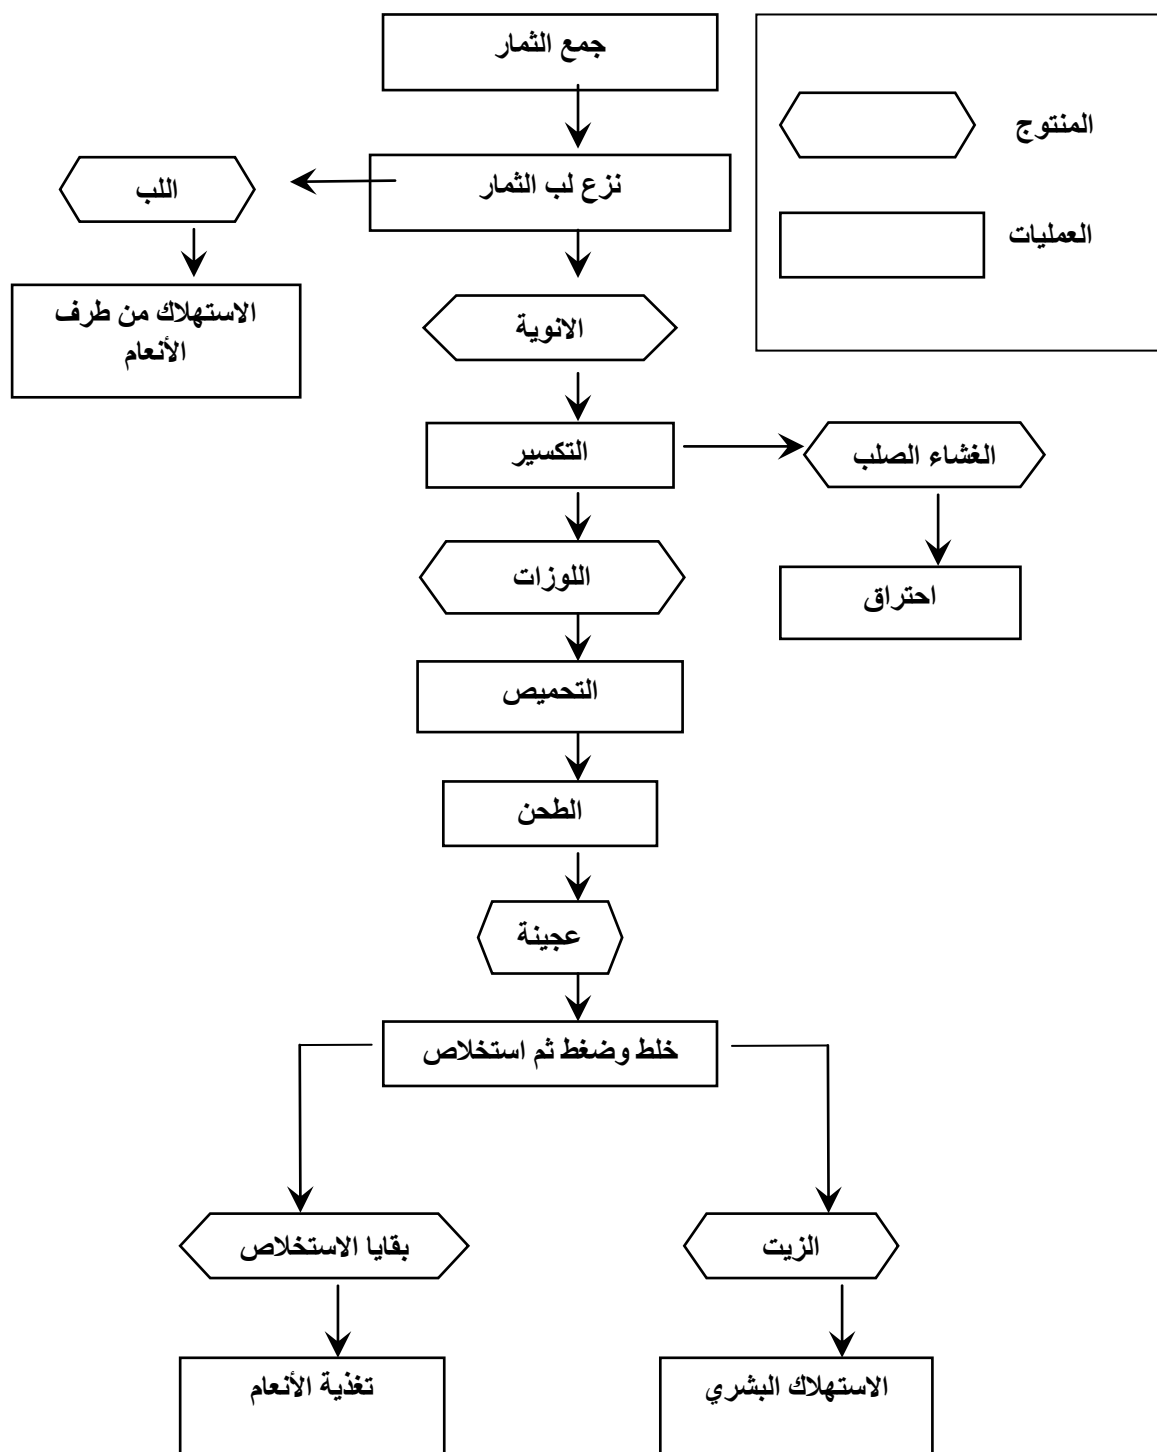 جمع الثمار
المنتوج
نزع لب الثمار
اللب
العمليات
الاستهلاك من طرف
الأنعام
الانوية
التكسير
الغشاء الصلب
اللوزات
احتراق
التحميص
الطحن
عجينة
خلط وضغط ثم استخلاص
الزيت
بقايا الاستخلاص
الاستهلاك البشري
تغذية الأنعام